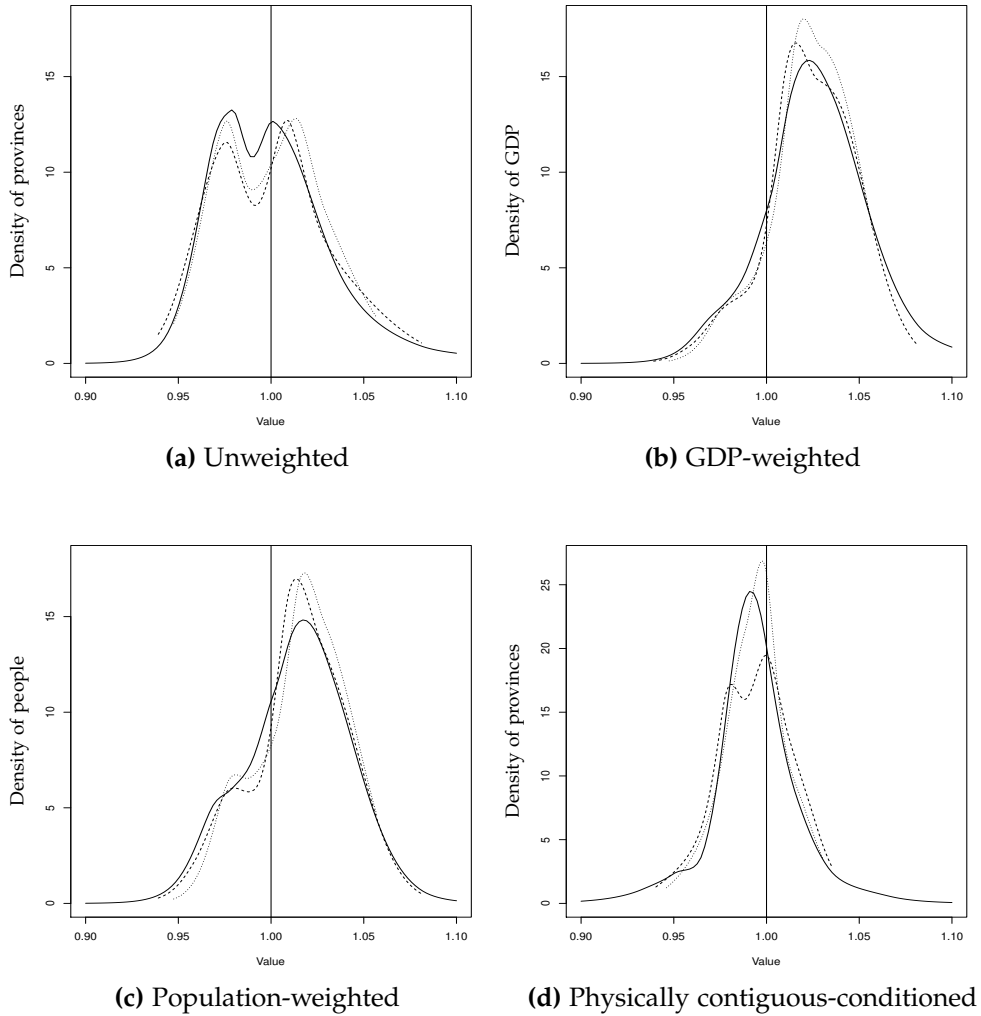 Density of provinces
15
10
5
0
0.90 0.95 1.00 1.05 1.10
Value
(a) Unweighted
Density of GDP
15
10
5
0
0.90 0.95 1.00 1.05 1.10
Value
(b) GDP-weighted
Density of people
15
10
5
0
0.90 0.95 1.00 1.05 1.10
Value
(c) Population-weighted
Density of provinces
25
20
15
10
5
0
0.90 0.95 1.00 1.05 1.10
Value
(d) Physically contiguous-conditioned